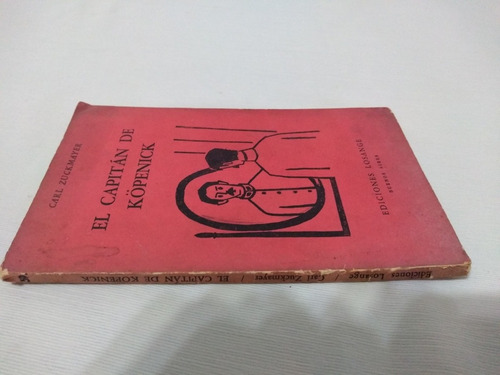 CARL ZUCKMAYER
EL CAPITÁN DE
KÖPENICK
EDICIONES LOSANGE
BUENOS AIRES
Ediciones Losange / Carl Zuckmayer / EL CAPITÁN DE KÖPENICK